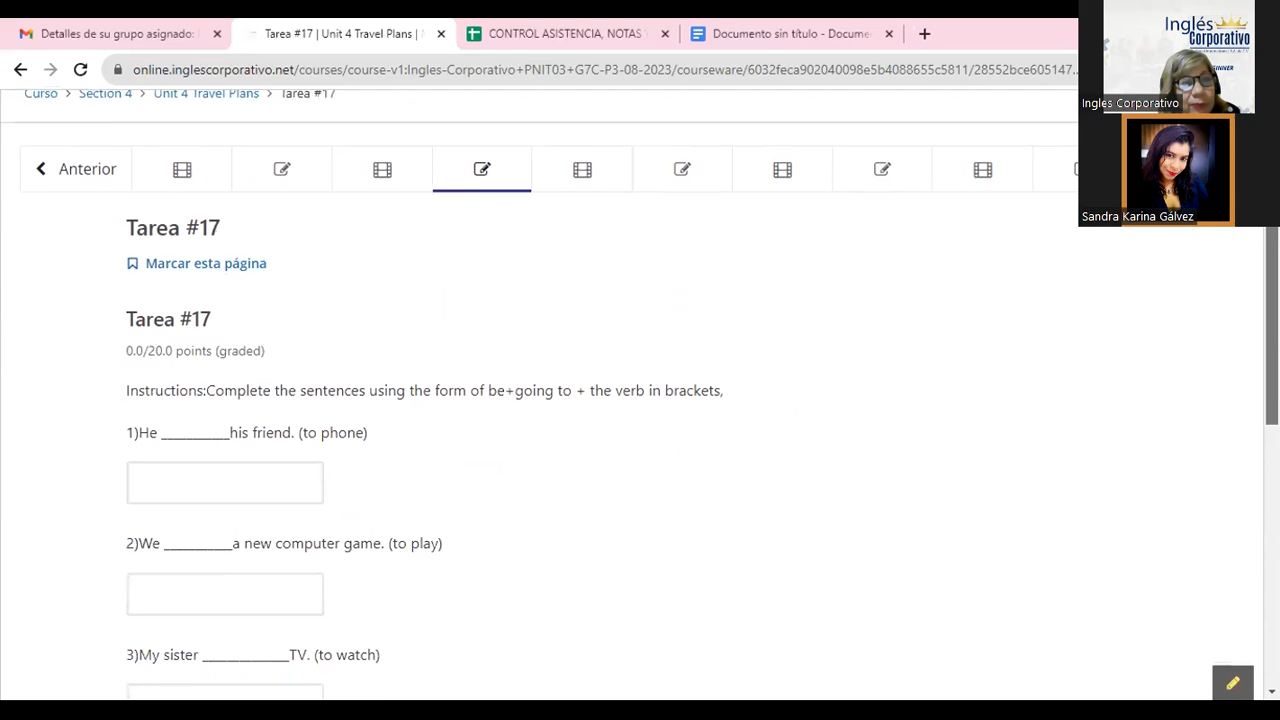 Detalles de su grupo asignado:
Tarea #17 | Unit 4 Travel Plans |
CONTROL ASISTENCIA, NOTAS
Documento sin título - Docume
online.inglescorporativo.net/courses/course-v1:Ingles-Corporativo+PNIT03+G7C-P3-08-2023/courseware/6032feca902040098e5b4088655c5811/28552bce605147...
Curso > Section 4 > Unit 4 Travel Plans > Tarea #17
Anterior
Tarea #17
Marcar esta página
Tarea #17
0.0/20.0 points (graded)
Instructions:Complete the sentences using the form of be+going to + the verb in brackets,
1)He ___________his friend. (to phone)
2)We ___________a new computer game. (to play)
3)My sister ______________TV. (to watch)
Inglés
Corporativo
Ingles Corporativo
Sandra Karina Gálvez